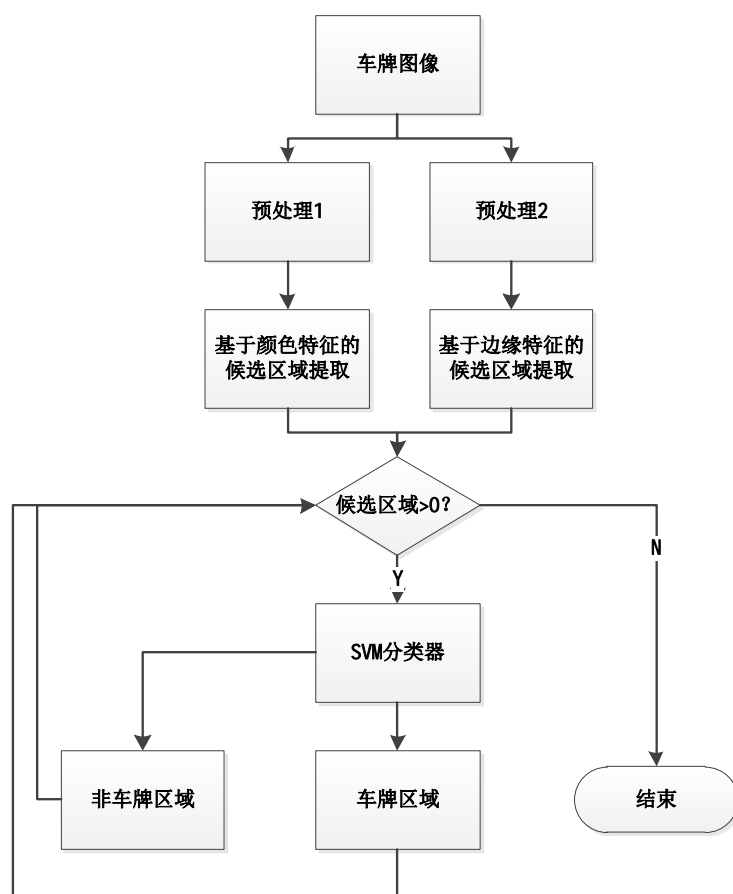 车牌图像
预处理1
预处理2
基于颜色特征的
候选区域提取
基于边缘特征的
候选区域提取
候选区域>0?
N
Y
SVM分类器
非车牌区域
车牌区域
结束